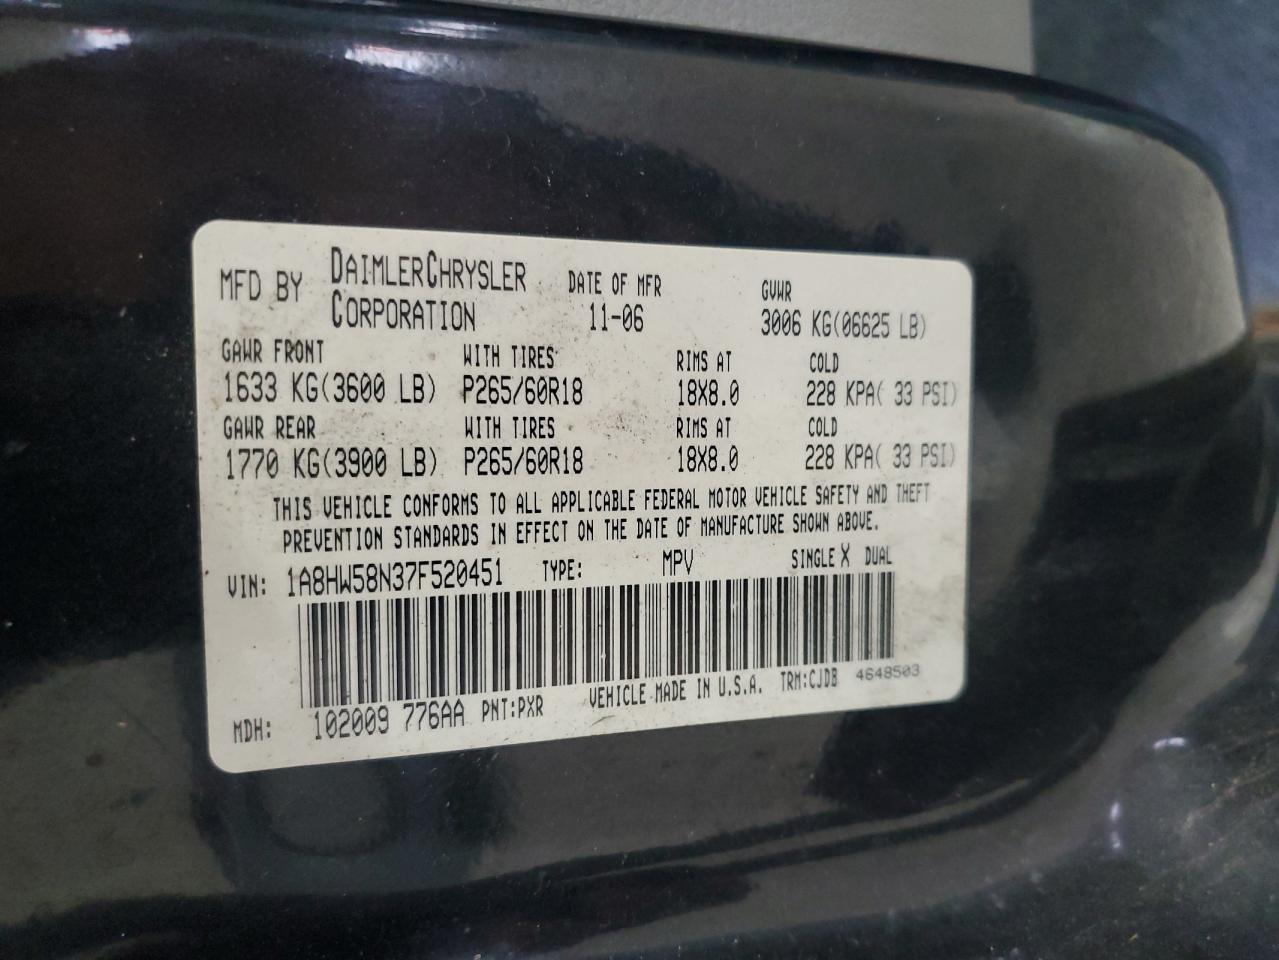 MFD BY DAIMLERCHRYSLER CORPORATION DATE OF MFR 11-06 GVWR 3006 KG(06625 LB)
GAWR FRONT WITH TIRES RIMS AT COLD
1633 KG(3600 LB) P265/60R18 18X8.0 228 KPA( 33 PSI)
GAWR REAR WITH TIRES RIMS AT COLD
1770 KG(3900 LB) P265/60R18 18X8.0 228 KPA( 33 PSI)
THIS VEHICLE CONFORMS TO ALL APPLICABLE FEDERAL MOTOR VEHICLE SAFETY AND THEFT
PREVENTION STANDARDS IN EFFECT ON THE DATE OF MANUFACTURE SHOWN ABOVE.
VIN: 1A8HW58N37F520451 TYPE: MPV SINGLE X DUAL
MDH: 102009 776AA PNT:PXR VEHICLE MADE IN U.S.A. TRM:CJDB 4648503